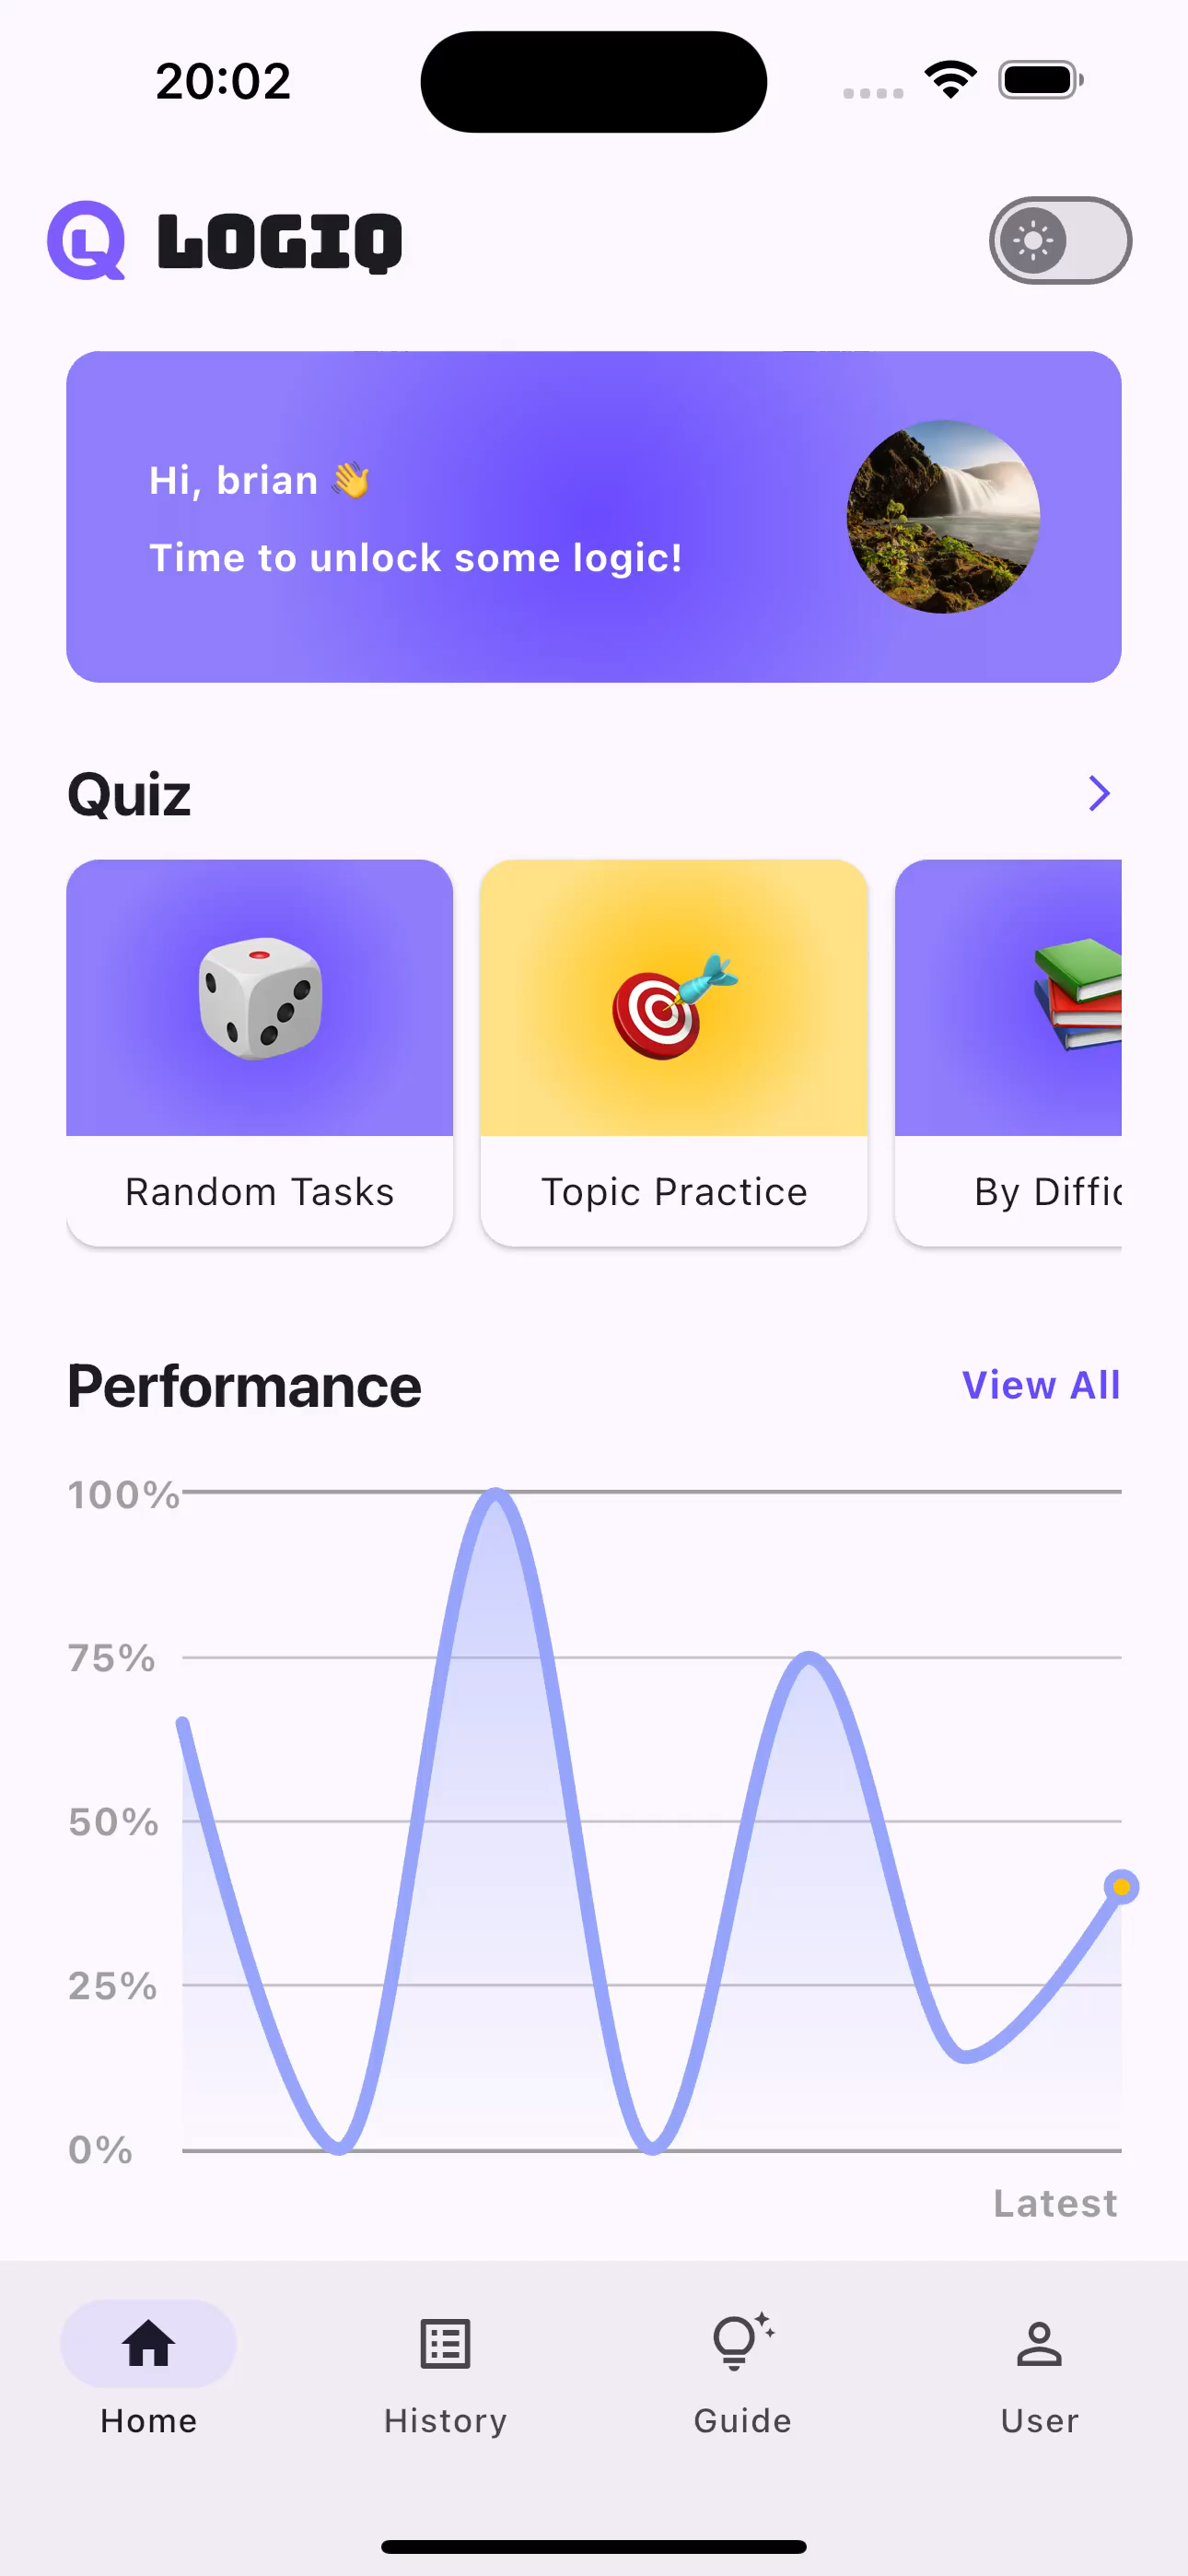 20:02
LOGIQ
Hi, brian 👋
Time to unlock some logic!
Quiz
Random Tasks
Topic Practice
By Diffic
Performance
View All
100%
75%
50%
25%
0%
Latest
Home
History
Guide
User